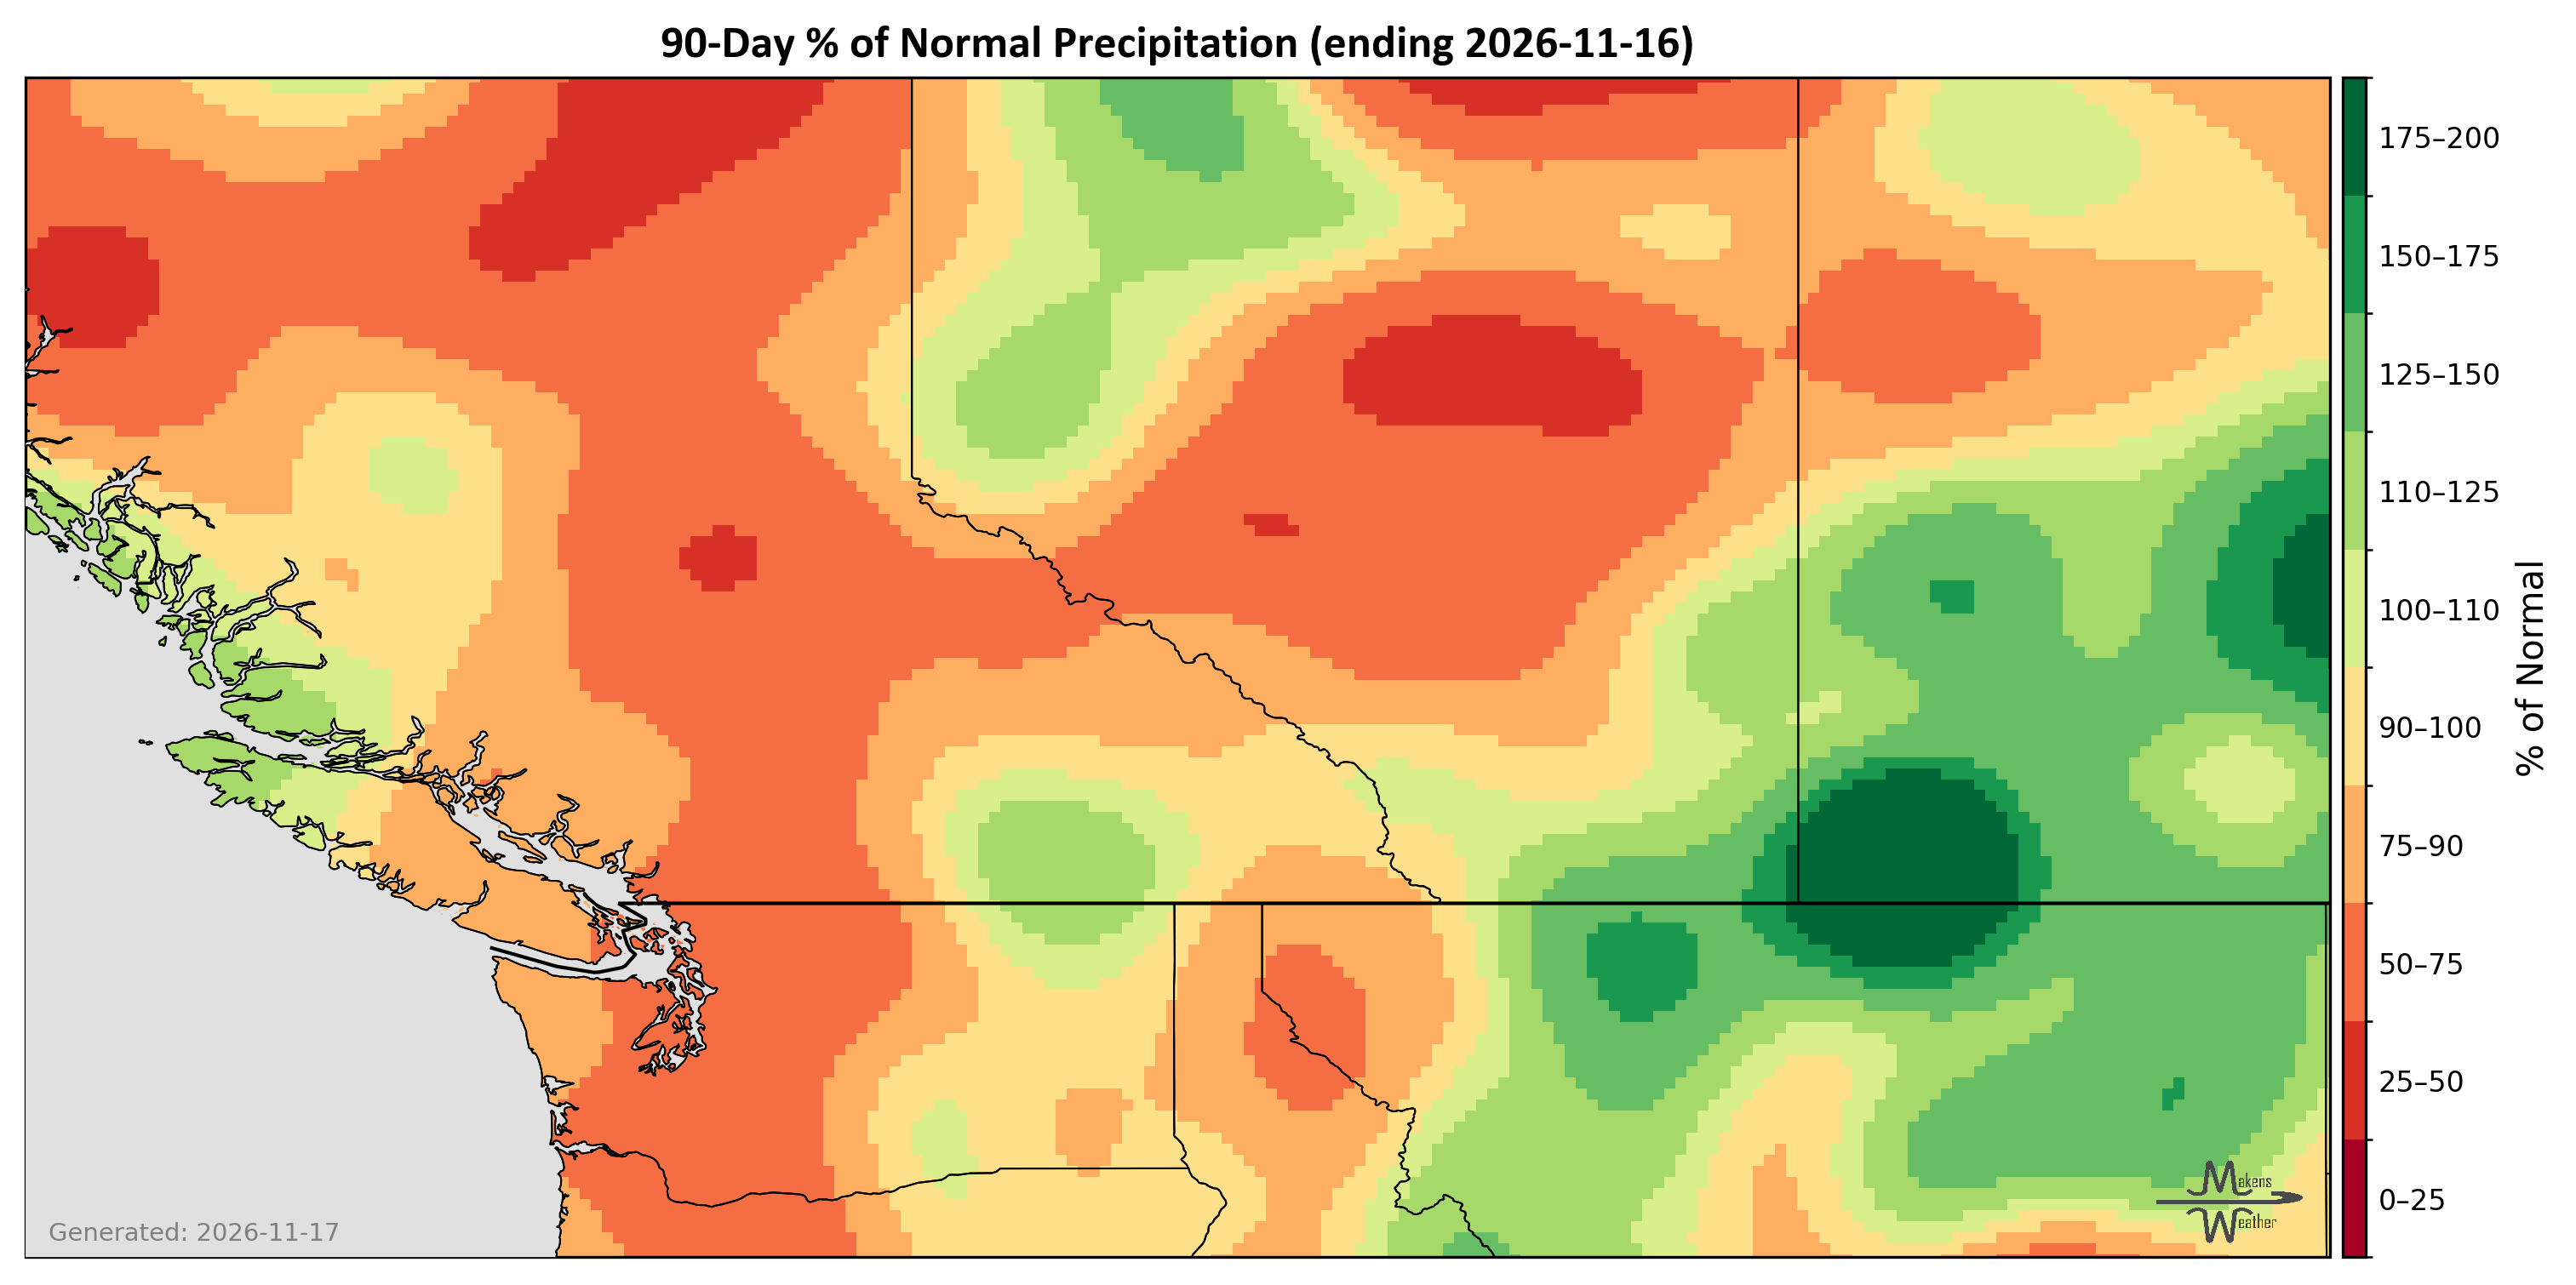 90-Day % of Normal Precipitation (ending 2026-11-16)
175–200
150–175
125–150
110–125
100–110
90–100
75–90
50–75
25–50
0–25
% of Normal
Makens
Weather
Generated: 2026-11-17